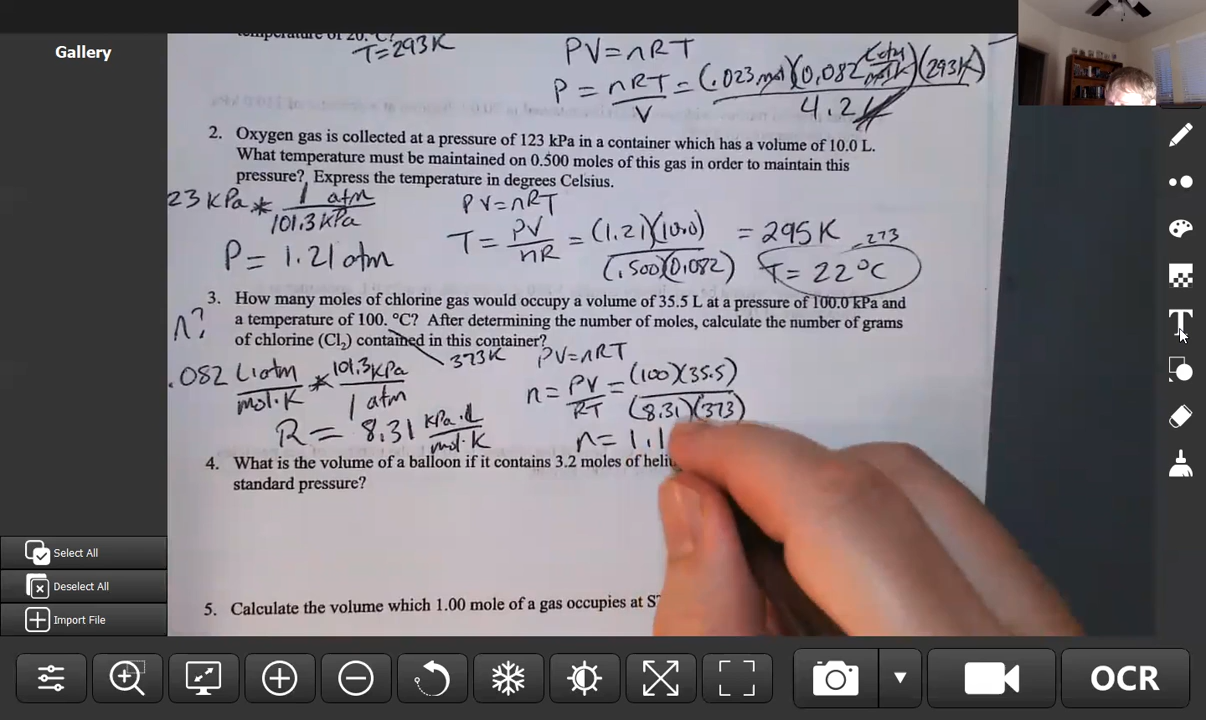 Gallery
temperature of 20. °C?
T=293K
PV=nRT
P = nRT/V = (.023mol)(0.082 L·atm/mol·K)(293K)/4.2L
2. Oxygen gas is collected at a pressure of 123 kPa in a container which has a volume of 10.0 L.
What temperature must be maintained on 0.500 moles of this gas in order to maintain this
pressure? Express the temperature in degrees Celsius.
23 kPa * 1 atm/101.3 kPa
P = 1.21 atm
PV=nRT
T = PV/nR = (1.21)(10.0)/(.500)(0.082) = 295K
-273
T = 22°C
3. How many moles of chlorine gas would occupy a volume of 35.5 L at a pressure of 100.0 kPa and
a temperature of 100. °C? After determining the number of moles, calculate the number of grams
of chlorine (Cl₂) contained in this container?
n?
373K
.082 L·atm/mol·K * 101.3 kPa/1 atm
R = 8.31 kPa·L/mol·K
PV=nRT
n = PV/RT = (100)(35.5)/(8.31)(373)
n = 1.1
4. What is the volume of a balloon if it contains 3.2 moles of
standard pressure?
5. Calculate the volume which 1.00 mole of a gas occupies at
Select All
Deselect All
Import File
T
OCR